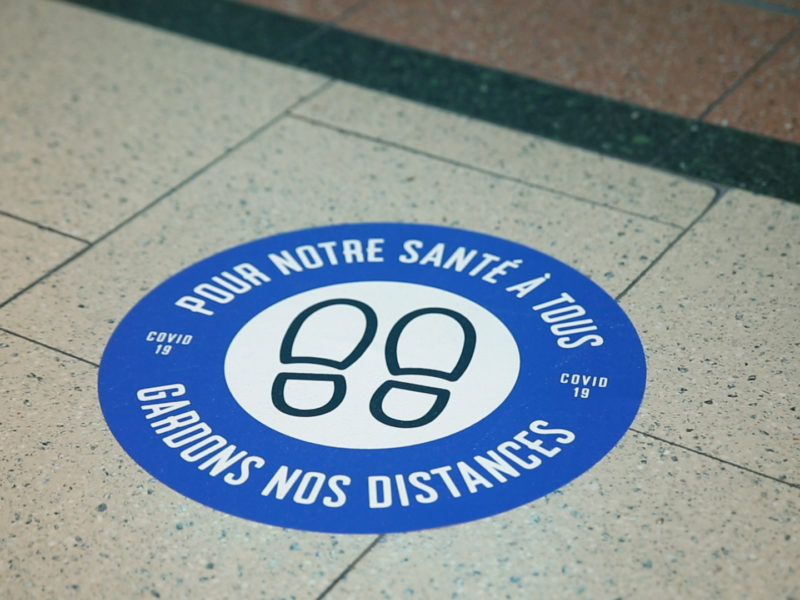 POUR NOTRE SANTÉ À TOUS
COVID
19
COVID
19
GARDONS NOS DISTANCES